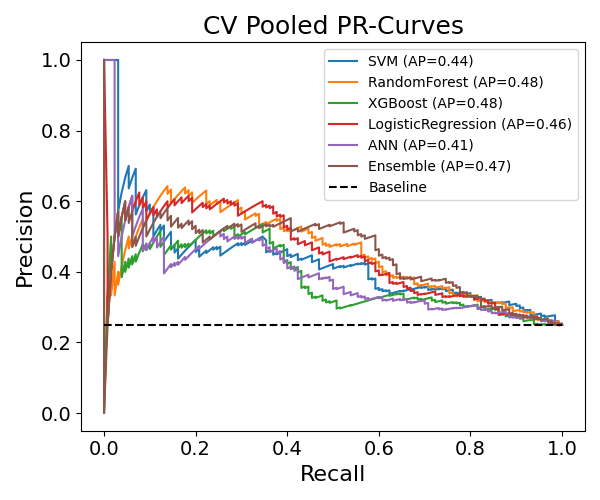 CV Pooled PR-Curves
Precision
1.0
0.8
0.6
0.4
0.2
0.0
SVM (AP=0.44)
RandomForest (AP=0.48)
XGBoost (AP=0.48)
LogisticRegression (AP=0.46)
ANN (AP=0.41)
Ensemble (AP=0.47)
Baseline
0.0 0.2 0.4 0.6 0.8 1.0
Recall